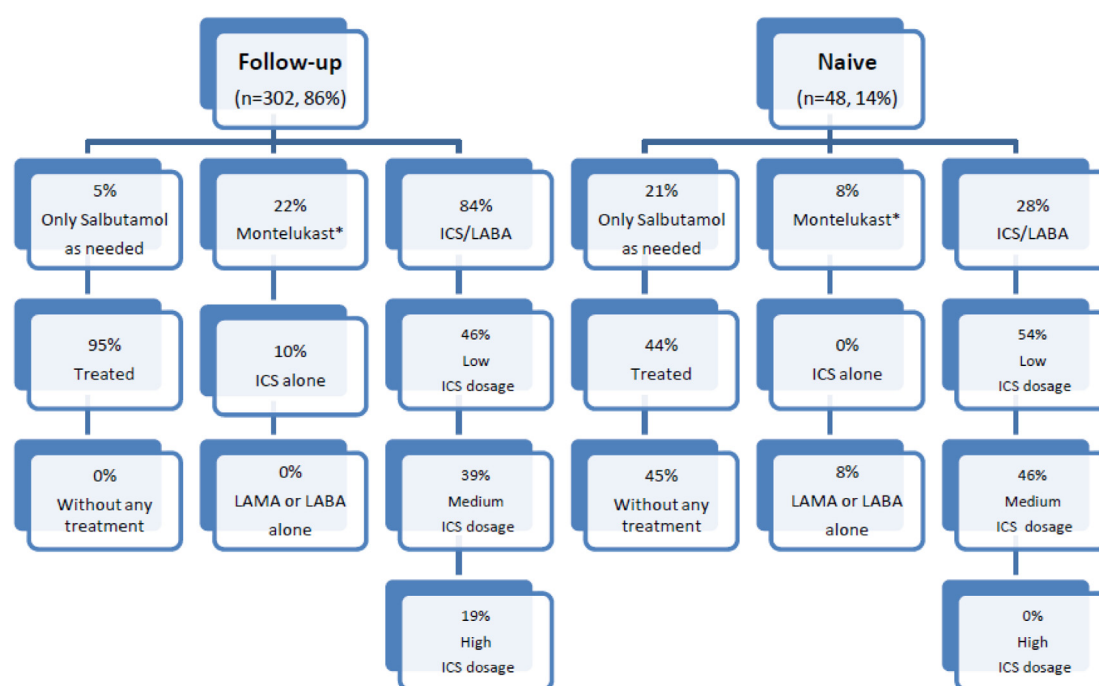 Follow-up
(n=302, 86%)
Naive
(n=48, 14%)
5%
Only Salbutamol
as needed
22%
Montelukast*
84%
ICS/LABA
21%
Only Salbutamol
as needed
8%
Montelukast*
28%
ICS/LABA
95%
Treated
10%
ICS alone
46%
Low
ICS dosage
44%
Treated
0%
ICS alone
54%
Low
ICS dosage
0%
Without any
treatment
0%
LAMA or LABA
alone
39%
Medium
ICS dosage
45%
Without any
treatment
8%
LAMA or LABA
alone
46%
Medium
ICS dosage
19%
High
ICS dosage
0%
High
ICS dosage